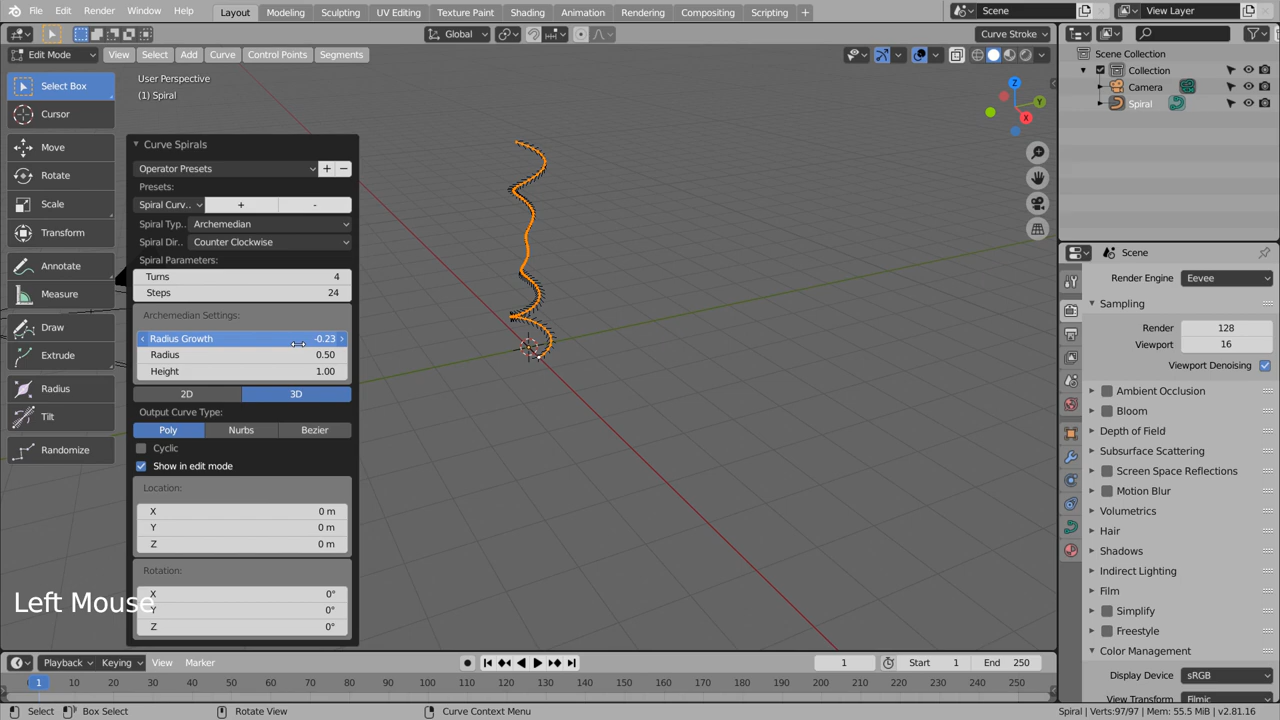 File Edit Render Window Help Layout Modeling Sculpting UV Editing Texture Paint Shading Animation Rendering Compositing Scripting + Scene View Layer
Global Curve Stroke
Edit Mode View Select Add Curve Control Points Segments
User Perspective
(1) Spiral
Select Box
Cursor
Move
Rotate
Scale
Transform
Annotate
Measure
Draw
Extrude
Radius
Tilt
Randomize
Curve Spirals
Operator Presets + −
Presets:
Spiral Curv.. + -
Spiral Typ.. Archemedian
Spiral Dir.. Counter Clockwise
Spiral Parameters:
Turns 4
Steps 24
Archemedian Settings:
Radius Growth -0.23
Radius 0.50
Height 1.00
2D 3D
Output Curve Type:
Poly Nurbs Bezier
Cyclic
Show in edit mode
Location:
X 0 m
Y 0 m
Z 0 m
Rotation:
X 0°
Y 0°
Z 0°
Left Mouse
Z
Y
X
Scene Collection
Collection
Camera
Spiral
Scene
Render Engine Eevee
Sampling
Render 128
Viewport 16
Viewport Denoising
Ambient Occlusion
Bloom
Depth of Field
Subsurface Scattering
Screen Space Reflections
Motion Blur
Volumetrics
Hair
Shadows
Indirect Lighting
Film
Simplify
Freestyle
Color Management
Display Device sRGB
View Transform Filmic
Playback Keying View Marker 1 Start 1 End 250
1 10 20 30 40 50 60 70 80 90 100 110 120 130 140 150 160 170 180 190 200 210 220 230 240 250
Select Box Select Rotate View Curve Context Menu Spiral | Verts:97/97 | Mem: 55.5 MiB | v2.81.16